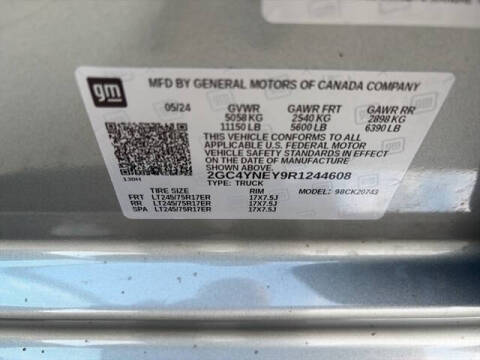 gm
MFD BY GENERAL MOTORS OF CANADA COMPANY
05/24 GVWR GAWR FRT GAWR RR
5058 KG 2540 KG 2898 KG
11150 LB 5600 LB 6390 LB
THIS VEHICLE CONFORMS TO ALL
APPLICABLE U.S. FEDERAL MOTOR
VEHICLE SAFETY STANDARDS IN
EFFECT ON THE DATE OF MANUFACTURE
SHOWN ABOVE.
2GC4YNEY9R1244608
TYPE: TRUCK MODEL: 98CK20743
TIRE SIZE RIM
FRT LT245/75R17ER 17X7.5J
RR LT245/75R17ER 17X7.5J
SPA LT245/75R17ER 17X7.5J